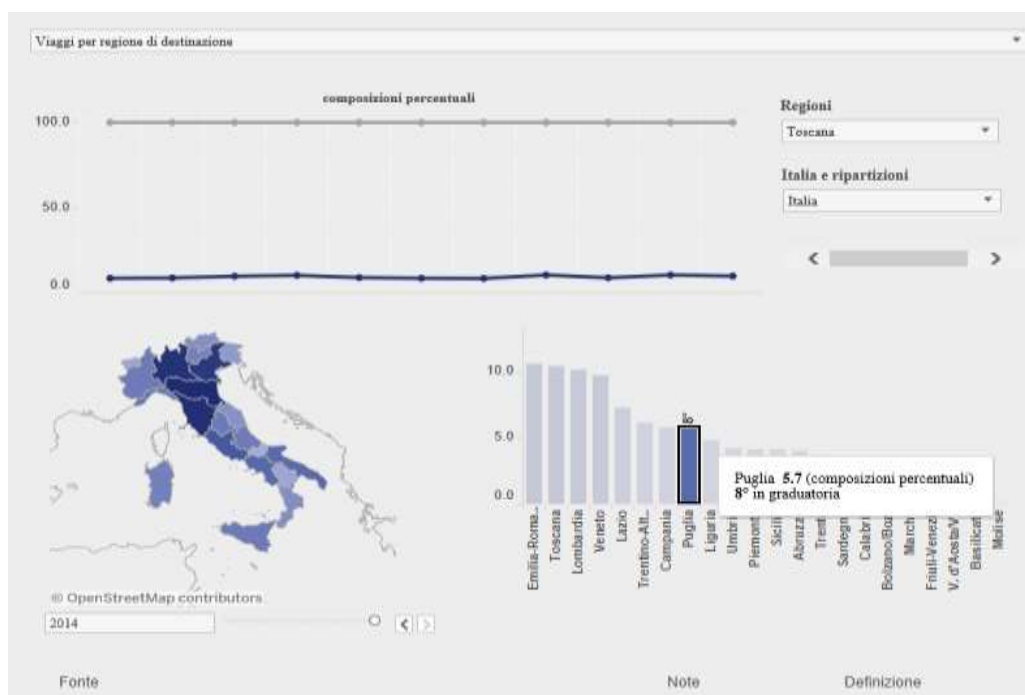 Viaggi per regione di destinazione
composizioni percentuali
100.0
50.0
0.0
Regioni
Toscana
Italia e ripartizioni
Italia
10.0
5.0
0.0
8°
Puglia 5.7 (composizioni percentuali)
8° in graduatoria
Emilia-Roma..
Toscana
Lombardia
Veneto
Lazio
Trentino-Alt..
Campania
Puglia
Liguria
Umbri
Piemont
Sicili
Abruzz
Trent
Sardegn
Calabri
Bolzano/Boz
March
Friuli-Venezi
V. d'Aosta/V
Basilicat
Molise
© OpenStreetMap contributors
2014
Fonte
Note
Definizione